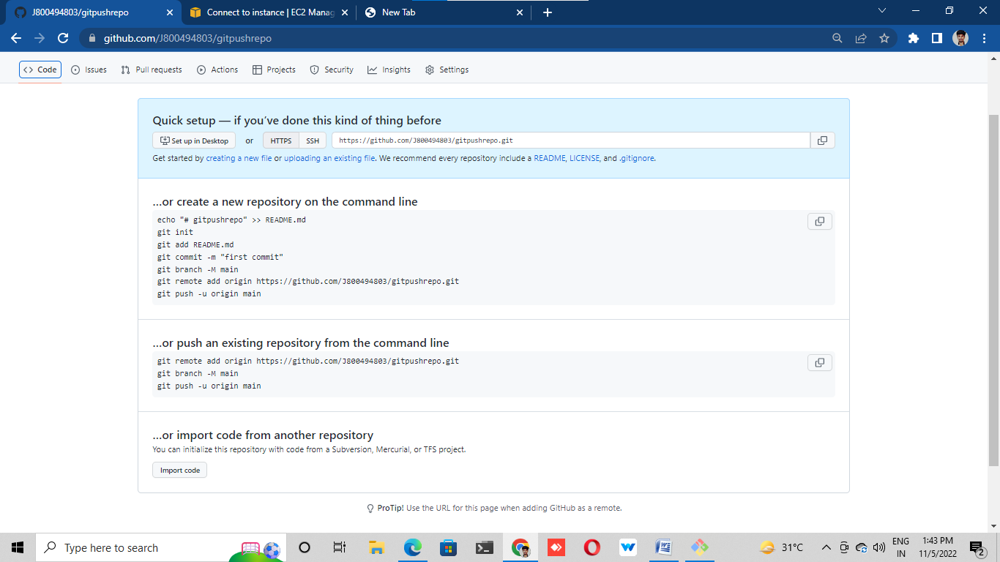 J800494803/gitpushrepo
Connect to instance | EC2 Manag
New Tab
github.com/J800494803/gitpushrepo
<> Code
Issues
Pull requests
Actions
Projects
Security
Insights
Settings
Quick setup — if you've done this kind of thing before
Set up in Desktop
or
HTTPS
SSH
https://github.com/J800494803/gitpushrepo.git
Get started by creating a new file or uploading an existing file. We recommend every repository include a README, LICENSE, and .gitignore.
…or create a new repository on the command line
echo "# gitpushrepo" >> README.md
git init
git add README.md
git commit -m "first commit"
git branch -M main
git remote add origin https://github.com/J800494803/gitpushrepo.git
git push -u origin main
…or push an existing repository from the command line
git remote add origin https://github.com/J800494803/gitpushrepo.git
git branch -M main
git push -u origin main
…or import code from another repository
You can initialize this repository with code from a Subversion, Mercurial, or TFS project.
Import code
ProTip! Use the URL for this page when adding GitHub as a remote.
Type here to search
31°C
ENG
IN
1:43 PM
11/5/2022
2